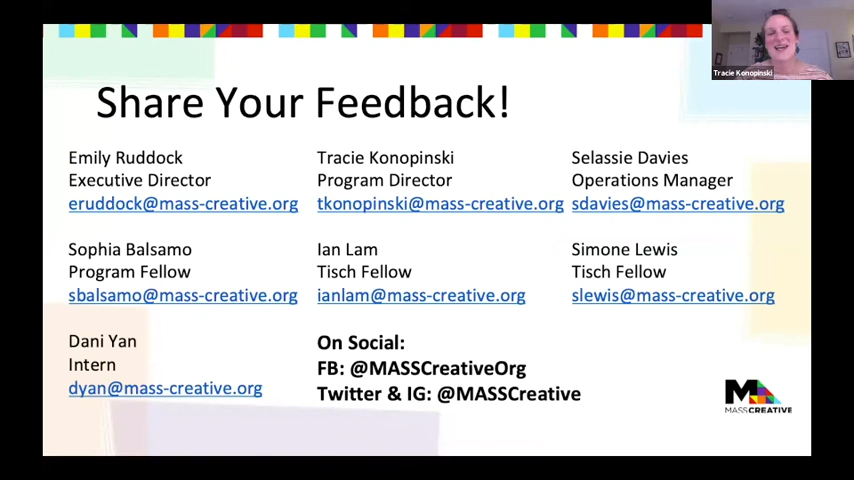 Share Your Feedback!
Emily Ruddock
Executive Director
eruddock@mass-creative.org
Tracie Konopinski
Program Director
tkonopinski@mass-creative.org
Selassie Davies
Operations Manager
sdavies@mass-creative.org
Sophia Balsamo
Program Fellow
sbalsamo@mass-creative.org
Ian Lam
Tisch Fellow
ianlam@mass-creative.org
Simone Lewis
Tisch Fellow
slewis@mass-creative.org
Dani Yan
Intern
dyan@mass-creative.org
On Social:
FB: @MASSCreativeOrg
Twitter & IG: @MASSCreative
MASSCREATIVE
Tracie Konopinski